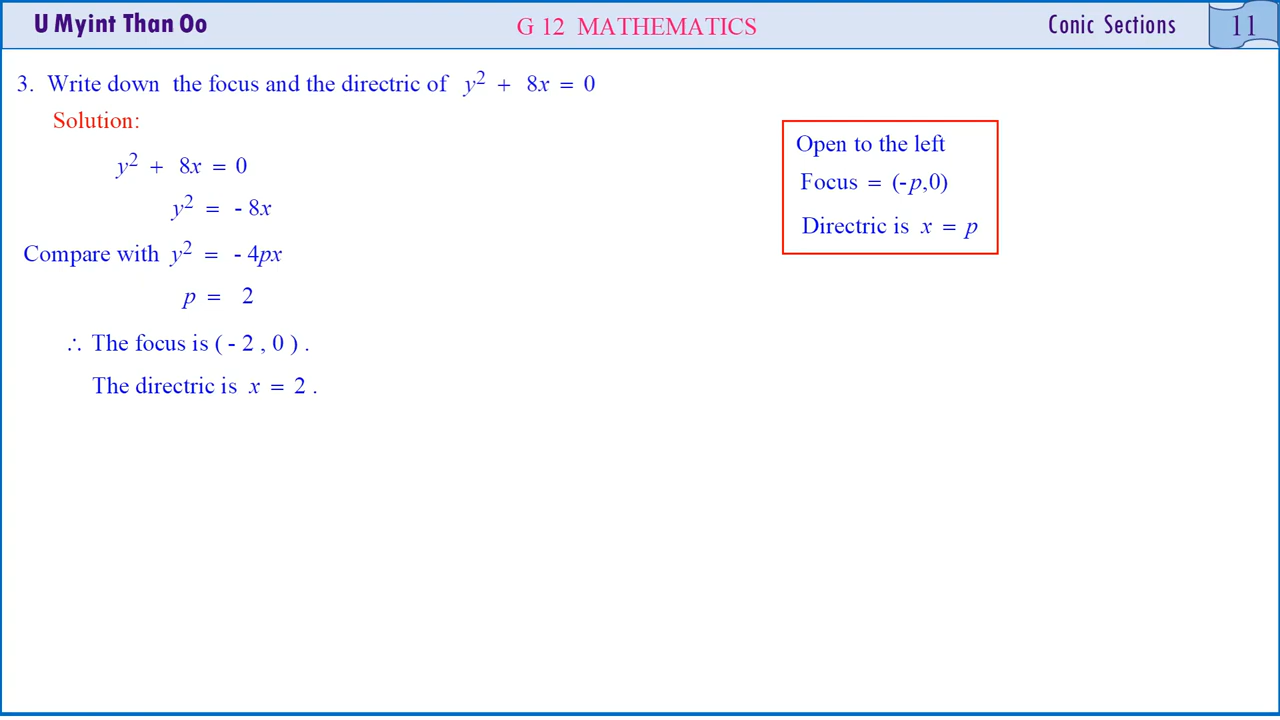 U Myint Than Oo
G 12 MATHEMATICS
Conic Sections
11
3. Write down the focus and the directric of y² + 8x = 0
Solution:
y² + 8x = 0
y² = - 8x
Compare with y² = - 4px
p = 2
∴ The focus is ( - 2 , 0 ) .
The directric is x = 2 .
Open to the left
Focus = (-p,0)
Directric is x = p